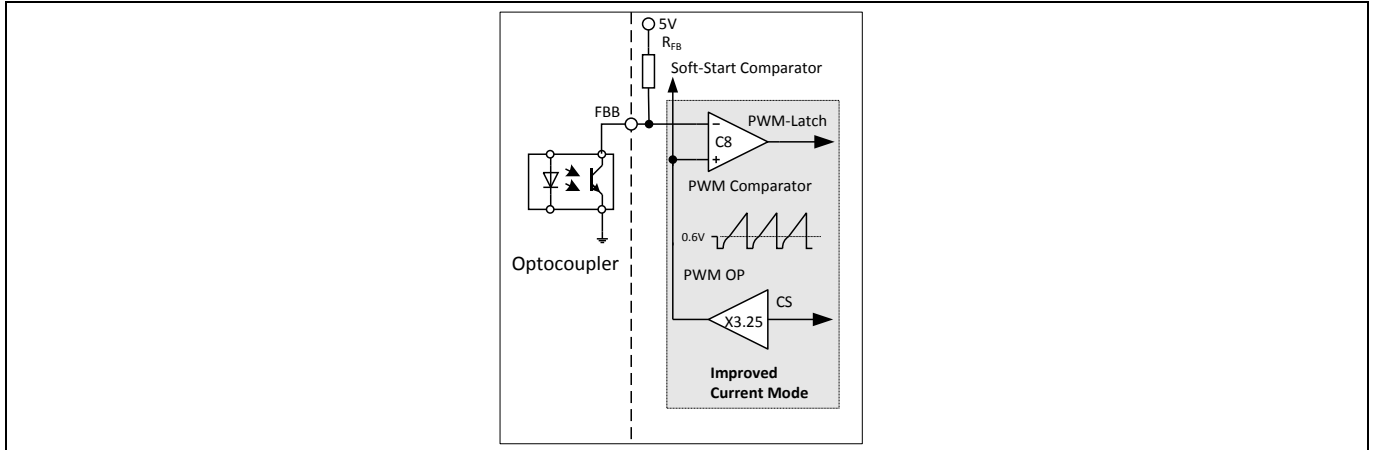 5V
R_FB
Soft-Start Comparator
FBB
PWM-Latch
−
C8
+
PWM Comparator
0.6V
Optocoupler
PWM OP
CS
X3.25
Improved
Current Mode